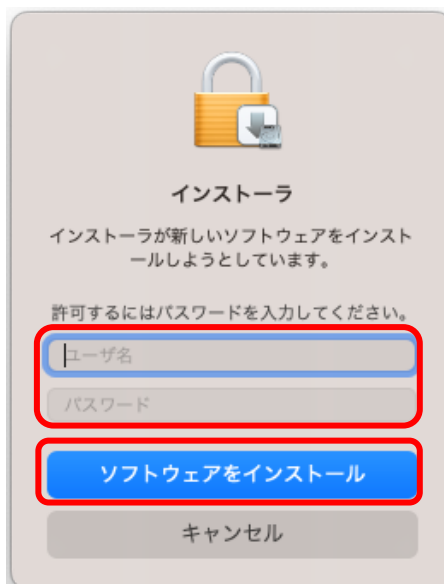 インストーラ
インストーラが新しいソフトウェアをインスト
ールしようとしています。
許可するにはパスワードを入力してください。
ユーザ名
パスワード
ソフトウェアをインストール
キャンセル